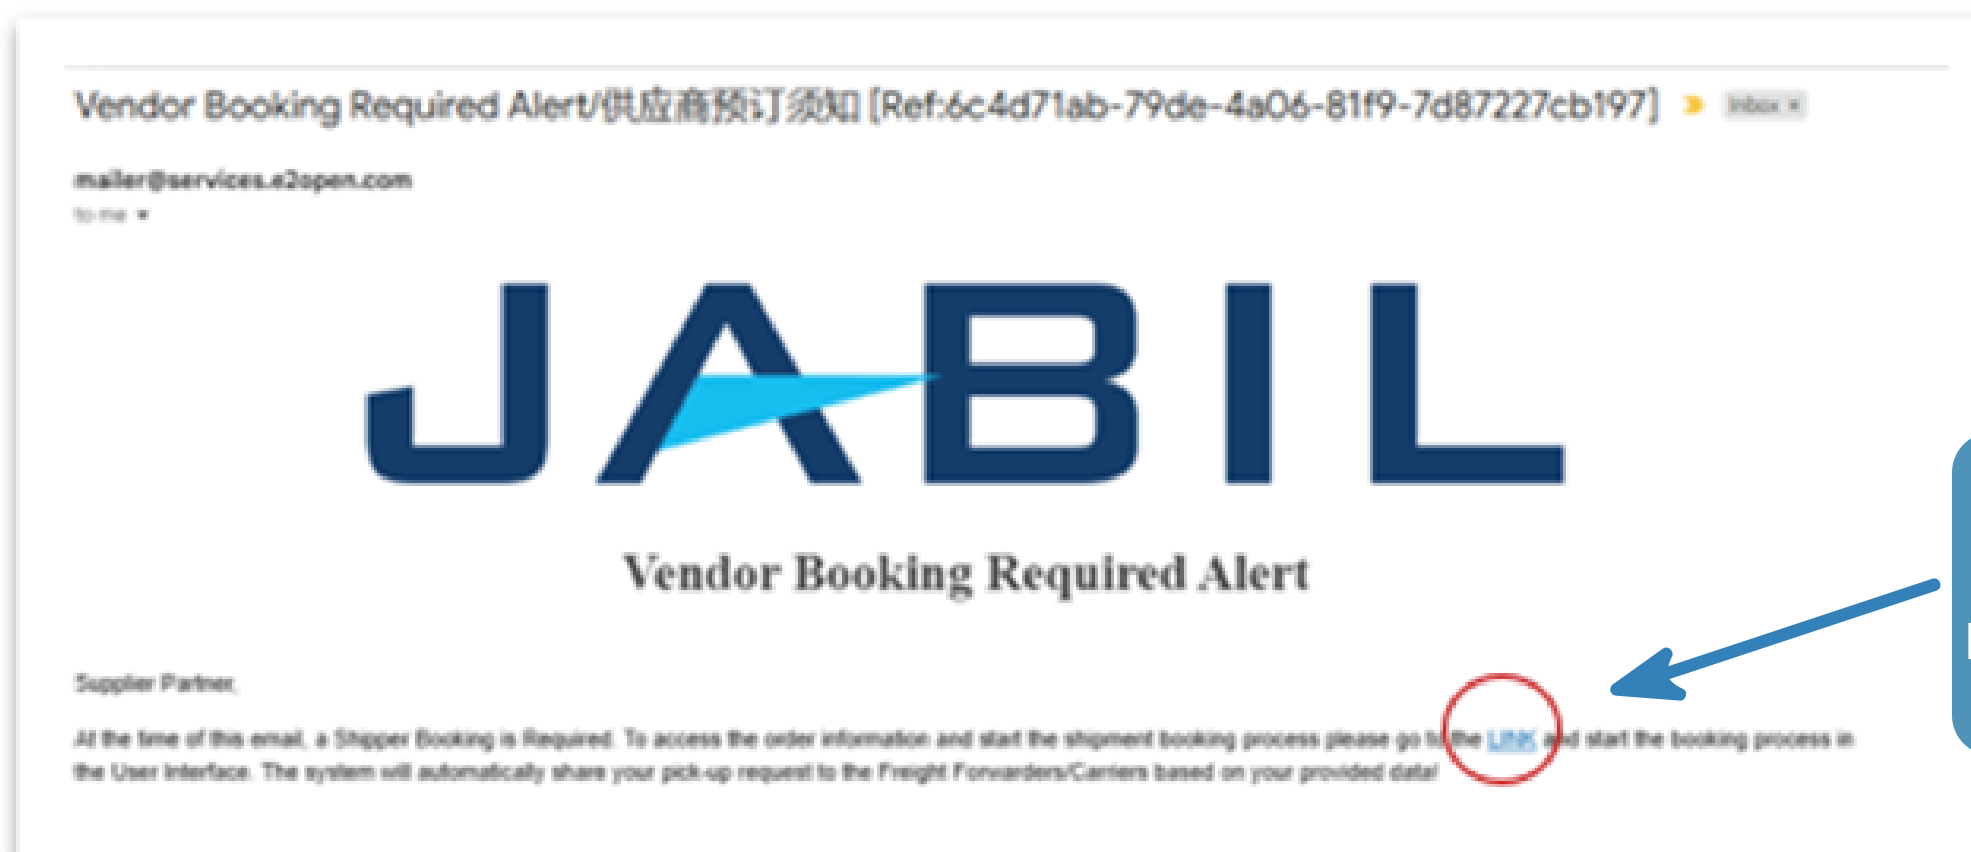 Vendor Booking Required Alert/供应商预订须知 [Ref:6c4d71ab-79de-4a06-81f9-7d87227cb197] Inbox ×
mailer@services.e2open.com
to me
JABIL
Vendor Booking Required Alert
Supplier Partner,
At the time of this email, a Shipper Booking is Required. To access the order information and start the shipment booking process please go to the LINK and start the booking process in
the User Interface. The system will automatically share your pick-up request to the Freight Forwarders/Carriers based on your provided data!